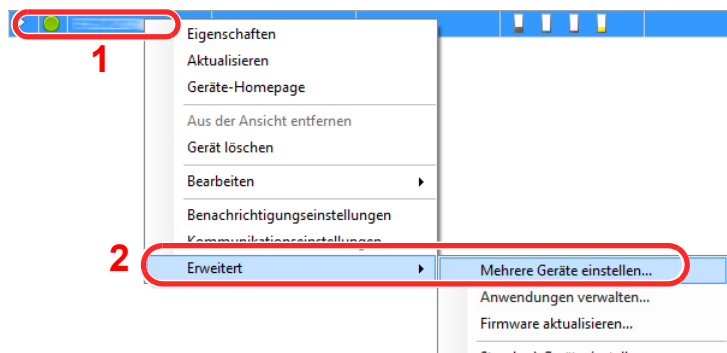 1
Eigenschaften
Aktualisieren
Geräte-Homepage
Aus der Ansicht entfernen
Gerät löschen
Bearbeiten
Benachrichtigungseinstellungen
Kommunikationseinstellungen
2
Erweitert
Mehrere Geräte einstellen...
Anwendungen verwalten...
Firmware aktualisieren...